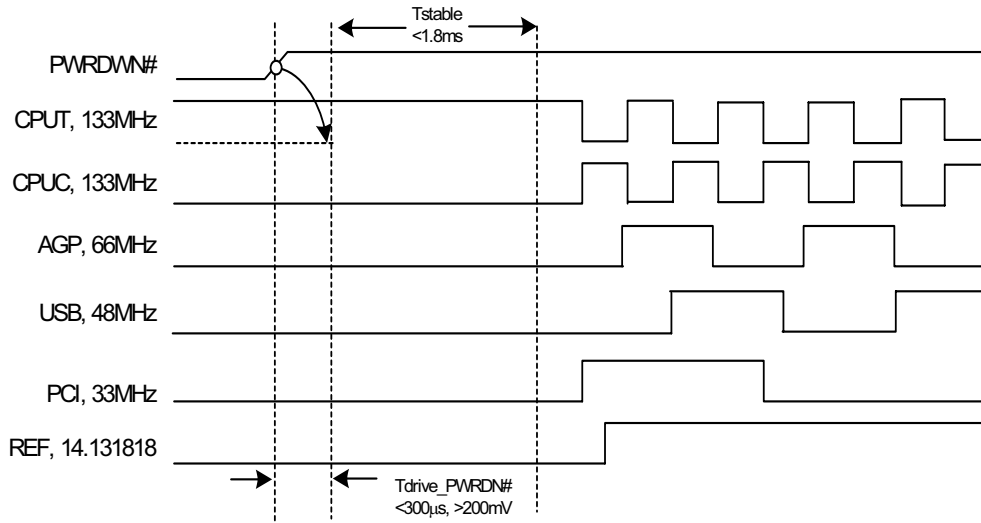 Tstable
<1.8ms
PWRDWN#
CPUT, 133MHz
CPUC, 133MHz
AGP, 66MHz
USB, 48MHz
PCI, 33MHz
REF, 14.131818
Tdrive_PWRDN#
<300μs, >200mV